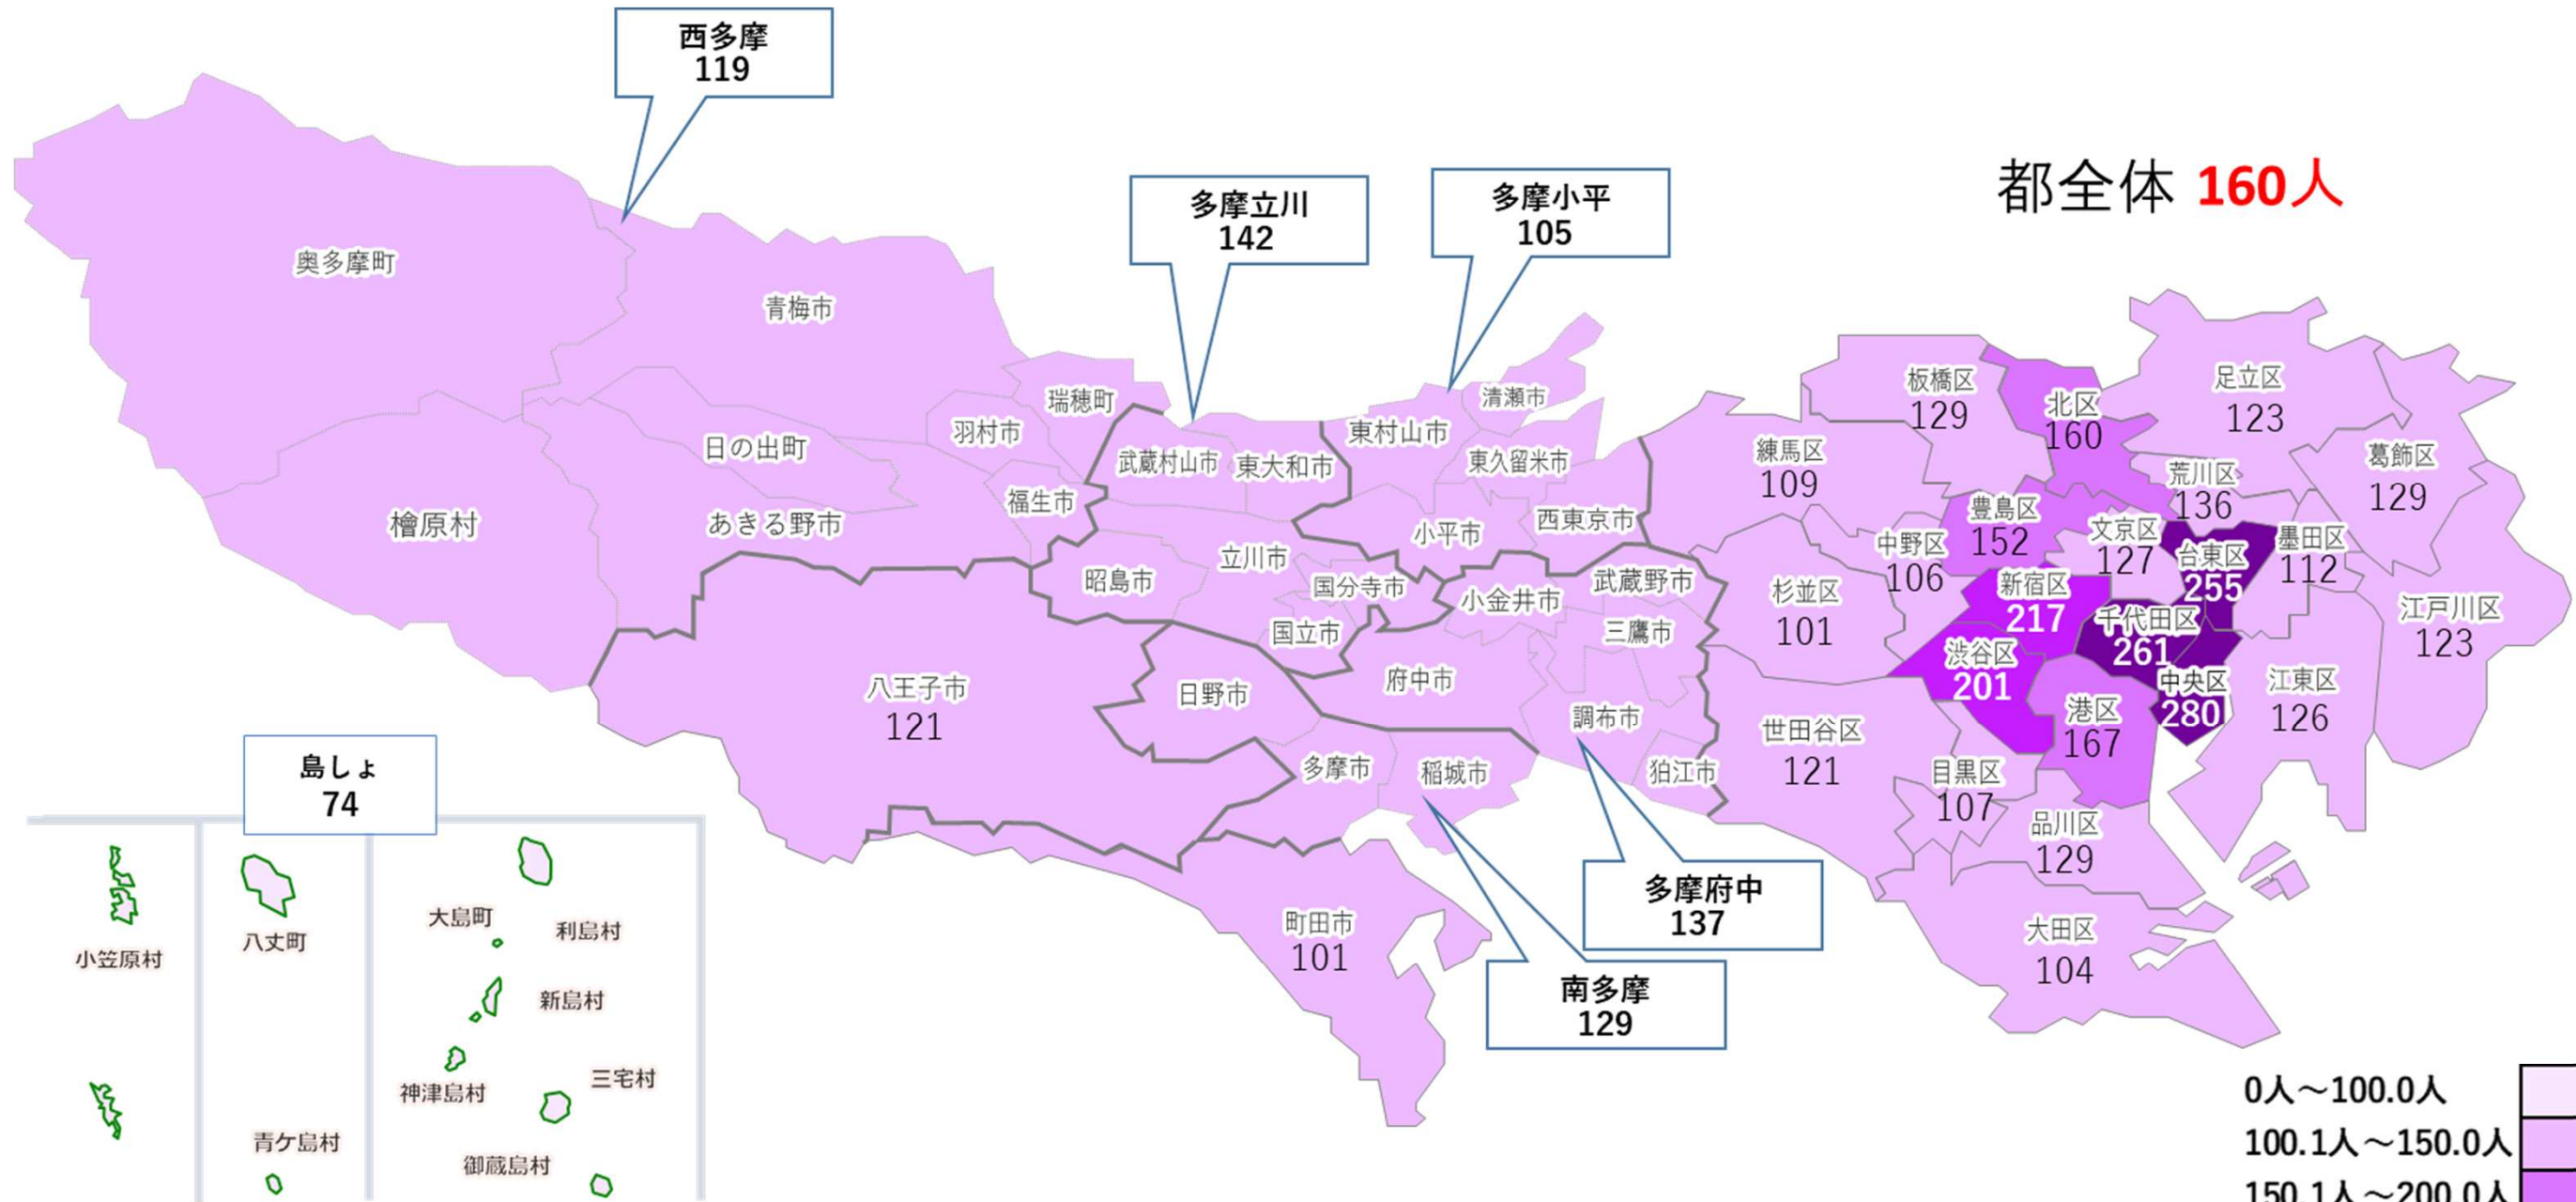 西多摩
119
多摩立川
142
多摩小平
105
都全体 160人
奥多摩町
青梅市
瑞穂町
羽村市
日の出町
福生市
あきる野市
檜原村
武蔵村山市
東大和市
東村山市
清瀬市
東久留米市
小平市
西東京市
立川市
昭島市
国分寺市
国立市
小金井市
武蔵野市
三鷹市
府中市
調布市
狛江市
八王子市
121
日野市
多摩市
稲城市
町田市
101
多摩府中
137
南多摩
129
板橋区
129
北区
160
足立区
123
練馬区
109
荒川区
136
葛飾区
129
豊島区
152
文京区
127
台東区
255
墨田区
112
中野区
106
新宿区
217
千代田区
261
杉並区
101
渋谷区
201
中央区
280
江戸川区
123
港区
167
江東区
126
世田谷区
121
目黒区
107
品川区
129
大田区
104
島しょ
74
小笠原村
八丈町
青ケ島村
大島町
利島村
新島村
神津島村
三宅村
御蔵島村
0人～100.0人
100.1人～150.0人
150.1人～200.0人